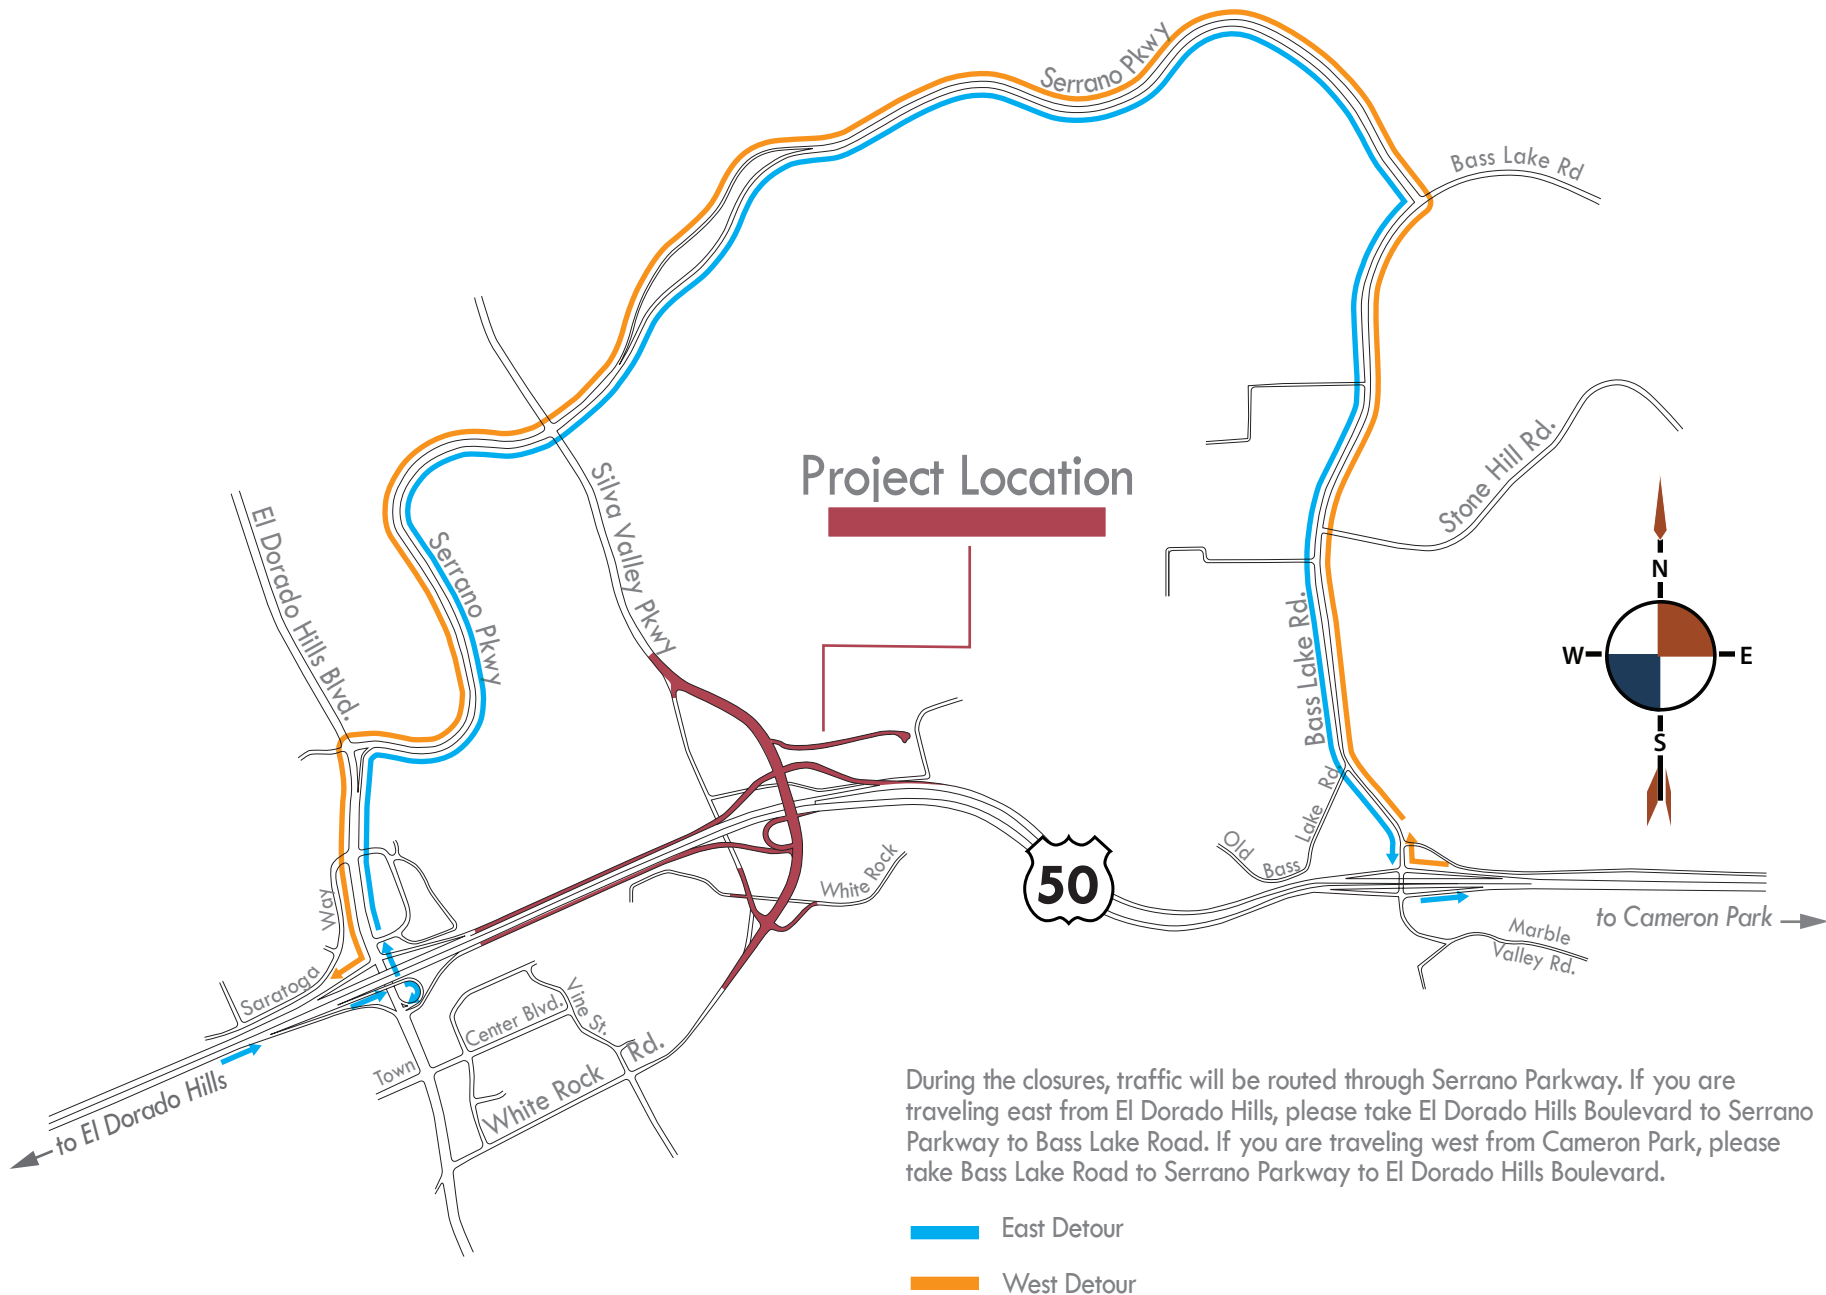 Serrano Pkwy
Bass Lake Rd
Project Location
Silva Valley Pkwy
El Dorado Hills Blvd.
Serrano Pkwy
Stone Hill Rd.
Bass Lake Rd.
N
W
E
S
Old Bass Lake Rd
50
White Rock
to Cameron Park
Marble
Valley Rd.
Saratoga Way
Center Blvd.
Vine St.
Town
White Rock Rd.
to El Dorado Hills
During the closures, traffic will be routed through Serrano Parkway. If you are
traveling east from El Dorado Hills, please take El Dorado Hills Boulevard to Serrano
Parkway to Bass Lake Road. If you are traveling west from Cameron Park, please
take Bass Lake Road to Serrano Parkway to El Dorado Hills Boulevard.
East Detour
West Detour